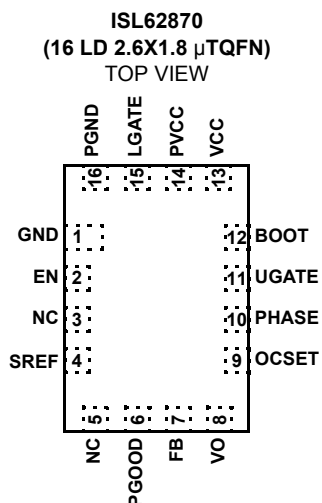 ISL62870
(16 LD 2.6X1.8 µTQFN)
TOP VIEW
PGND
LGATE
PVCC
VCC
16
15
14
13
GND 1
12 BOOT
EN 2
11 UGATE
NC 3
10 PHASE
SREF 4
9 OCSET
5
6
7
8
NC
PGOOD
FB
VO